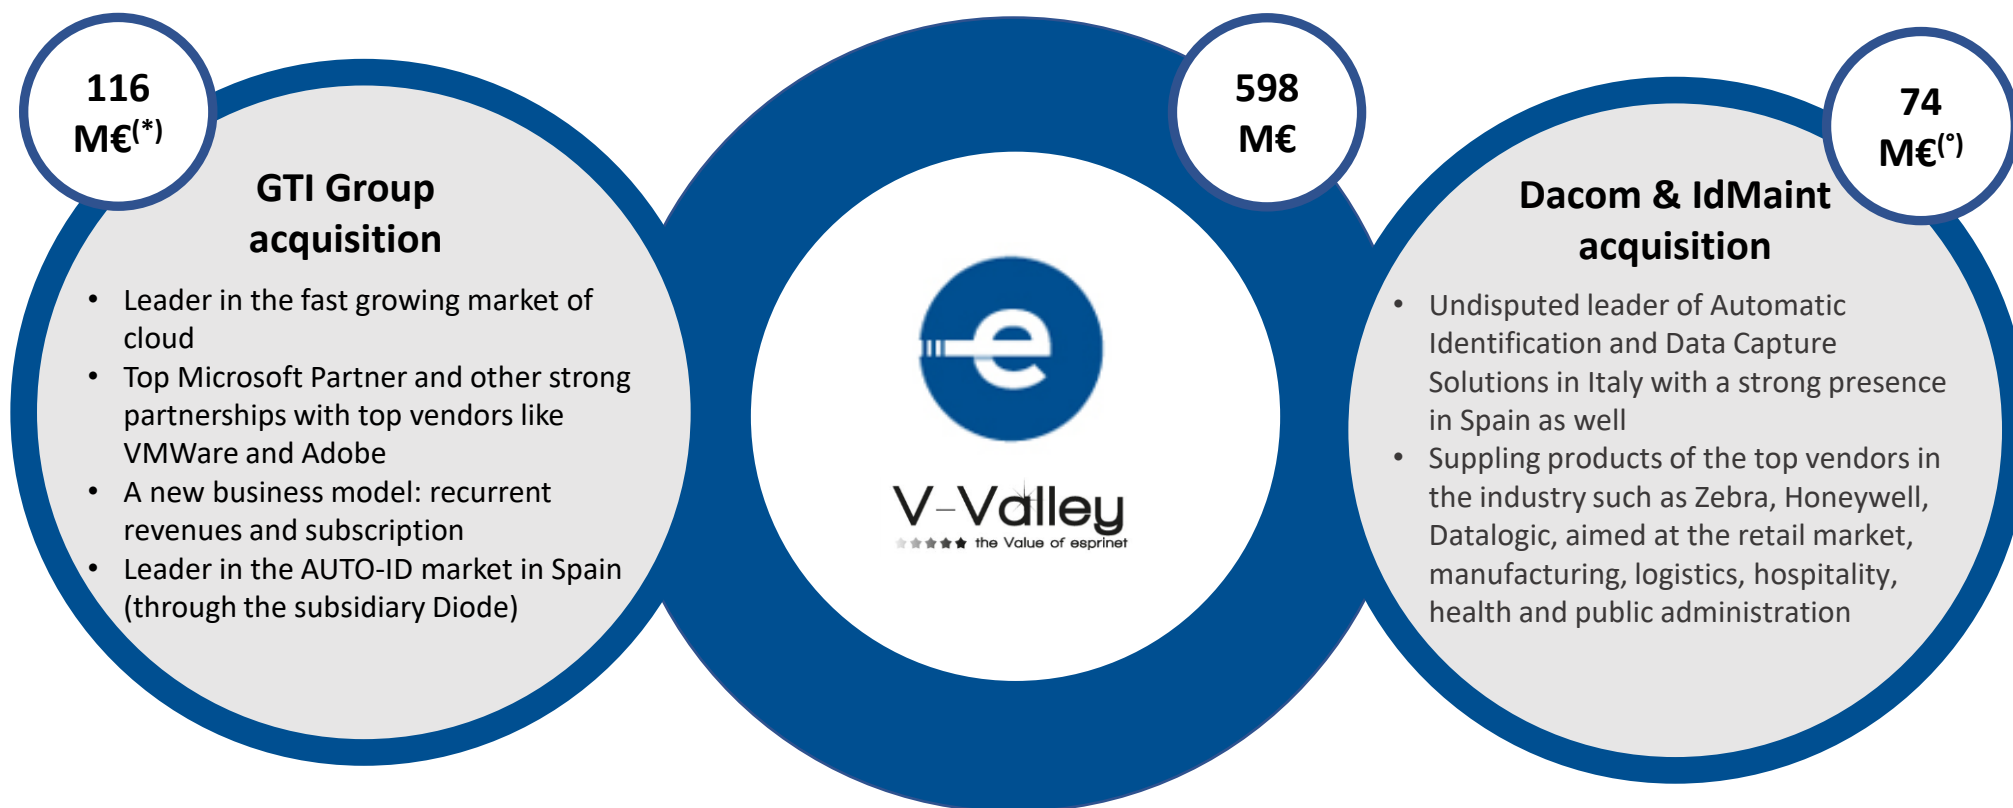 116
M€(*)
GTI Group
acquisition
• Leader in the fast growing market of
cloud
• Top Microsoft Partner and other strong
partnerships with top vendors like
VMWare and Adobe
• A new business model: recurrent
revenues and subscription
• Leader in the AUTO-ID market in Spain
(through the subsidiary Diode)
598
M€
e
V-Valley
the Value of esprinet
74
M€(°)
Dacom & IdMaint
acquisition
• Undisputed leader of Automatic
Identification and Data Capture
Solutions in Italy with a strong presence
in Spain as well
• Suppling products of the top vendors in
the industry such as Zebra, Honeywell,
Datalogic, aimed at the retail market,
manufacturing, logistics, hospitality,
health and public administration